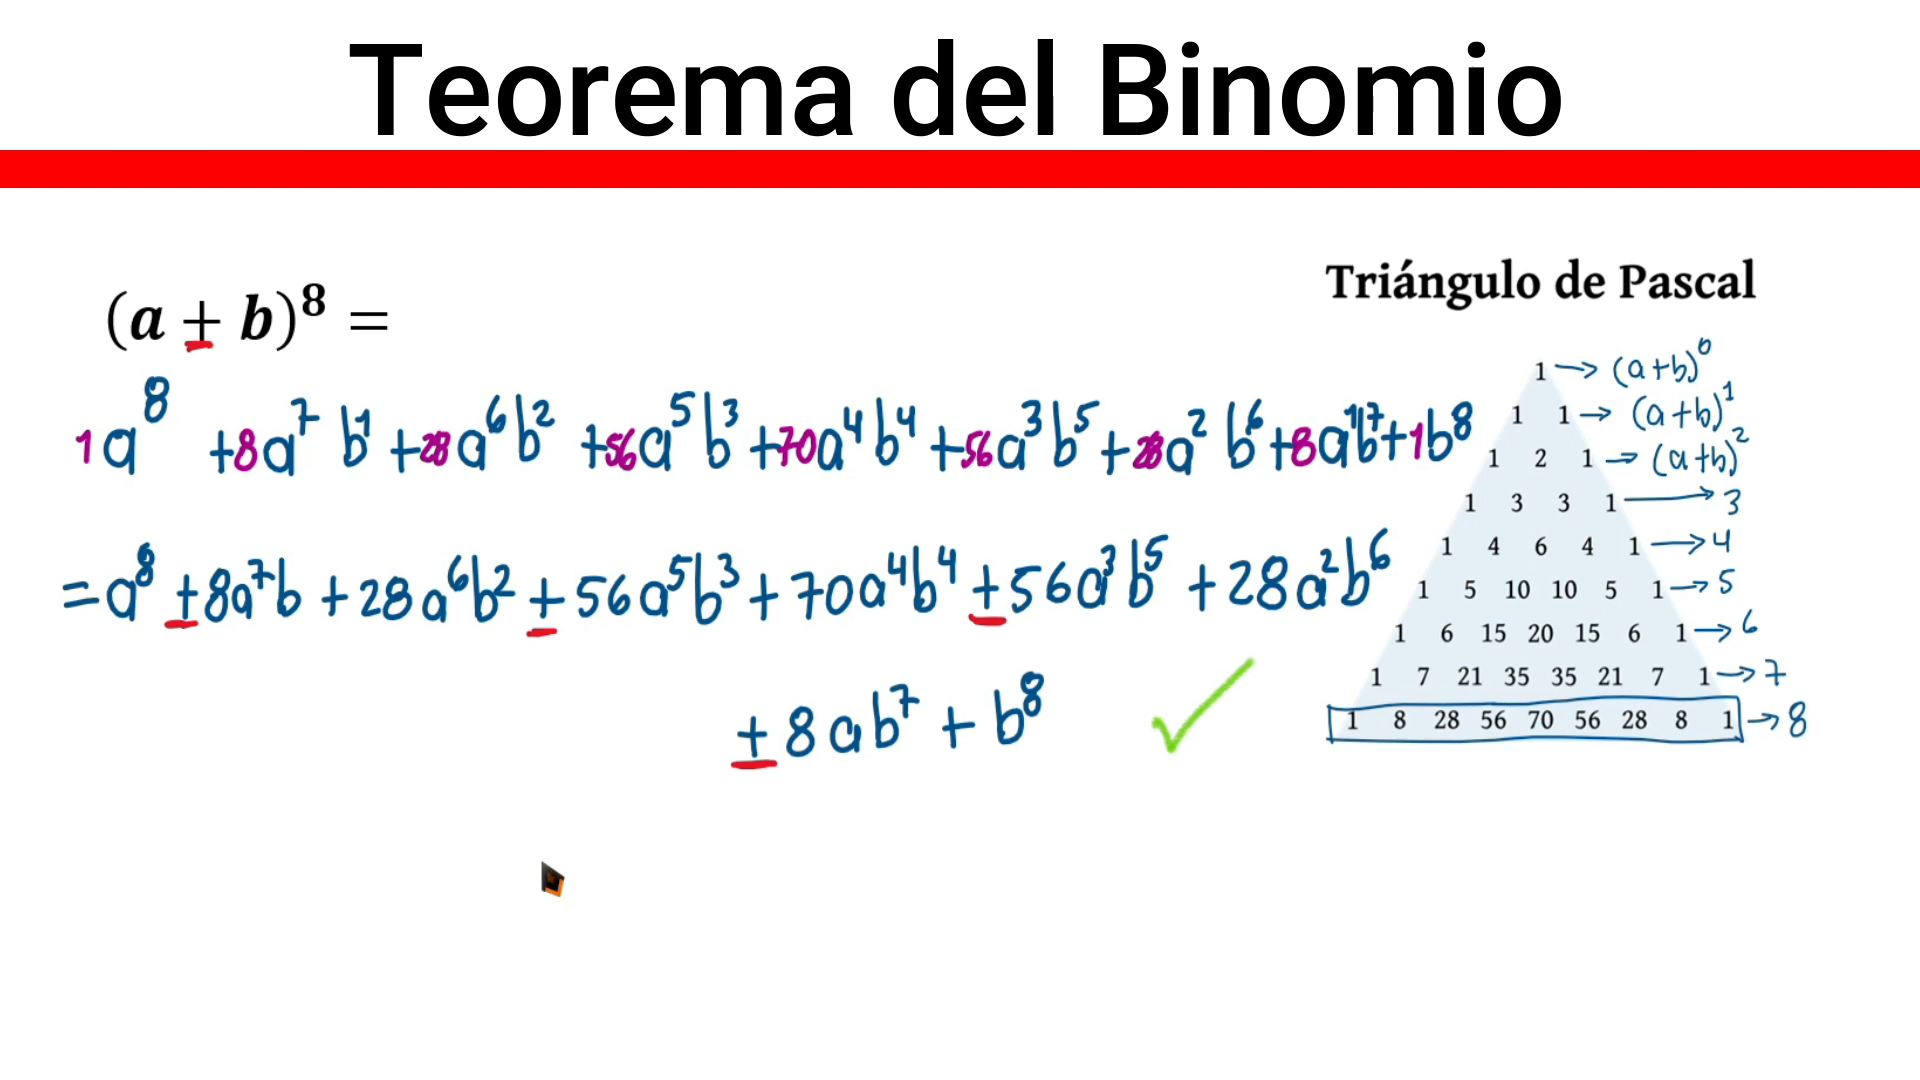 Teorema del Binomio
(a ± b)⁸ =
1a⁸ +8a⁷ b¹ +28a⁶b² +56a⁵b³ +70a⁴b⁴ +56a³b⁵ +28a² b⁶ +8a¹b⁷ +1b⁸
= a⁸ ± 8a⁷b + 28a⁶b² ± 56a⁵b³ + 70a⁴b⁴ ± 56a³b⁵ + 28a²b⁶
± 8ab⁷ + b⁸
Triángulo de Pascal
1 → (a+b)⁰
1 1 → (a+b)¹
1 2 1 → (a+b)²
1 3 3 1 → 3
1 4 6 4 1 → 4
1 5 10 10 5 1 → 5
1 6 15 20 15 6 1 → 6
1 7 21 35 35 21 7 1 → 7
1 8 28 56 70 56 28 8 1 → 8